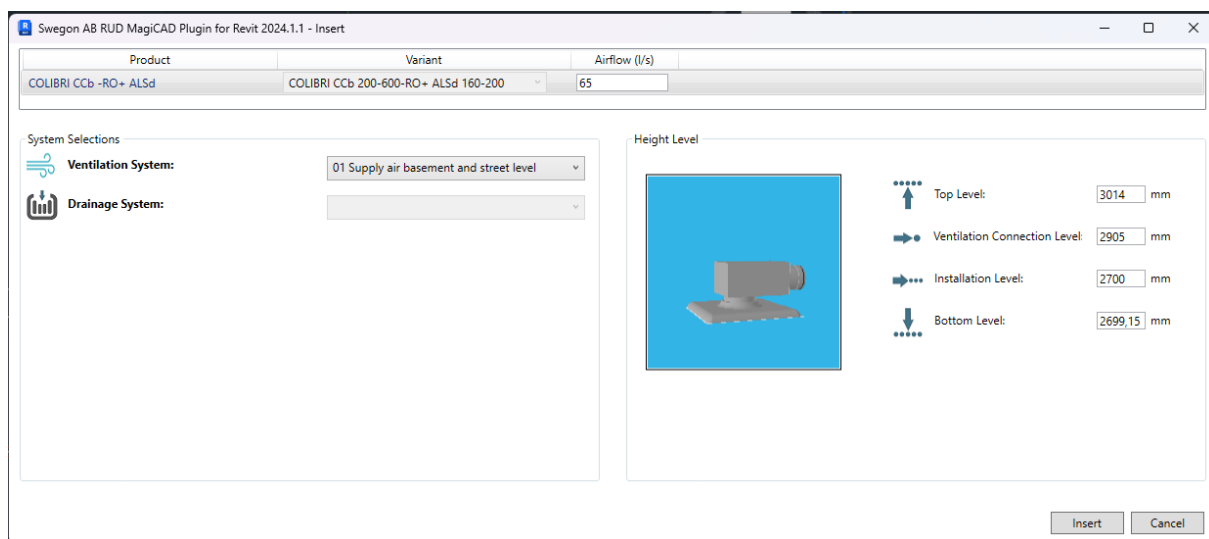 Swegon AB RUD MagiCAD Plugin for Revit 2024.1.1 - Insert
Product Variant Airflow (l/s)
COLIBRI CCb -RO+ ALSd COLIBRI CCb 200-600-RO+ ALSd 160-200 65
System Selections
Ventilation System: 01 Supply air basement and street level
Drainage System:
Height Level
Top Level: 3014 mm
Ventilation Connection Level: 2905 mm
Installation Level: 2700 mm
Bottom Level: 2699,15 mm
Insert Cancel